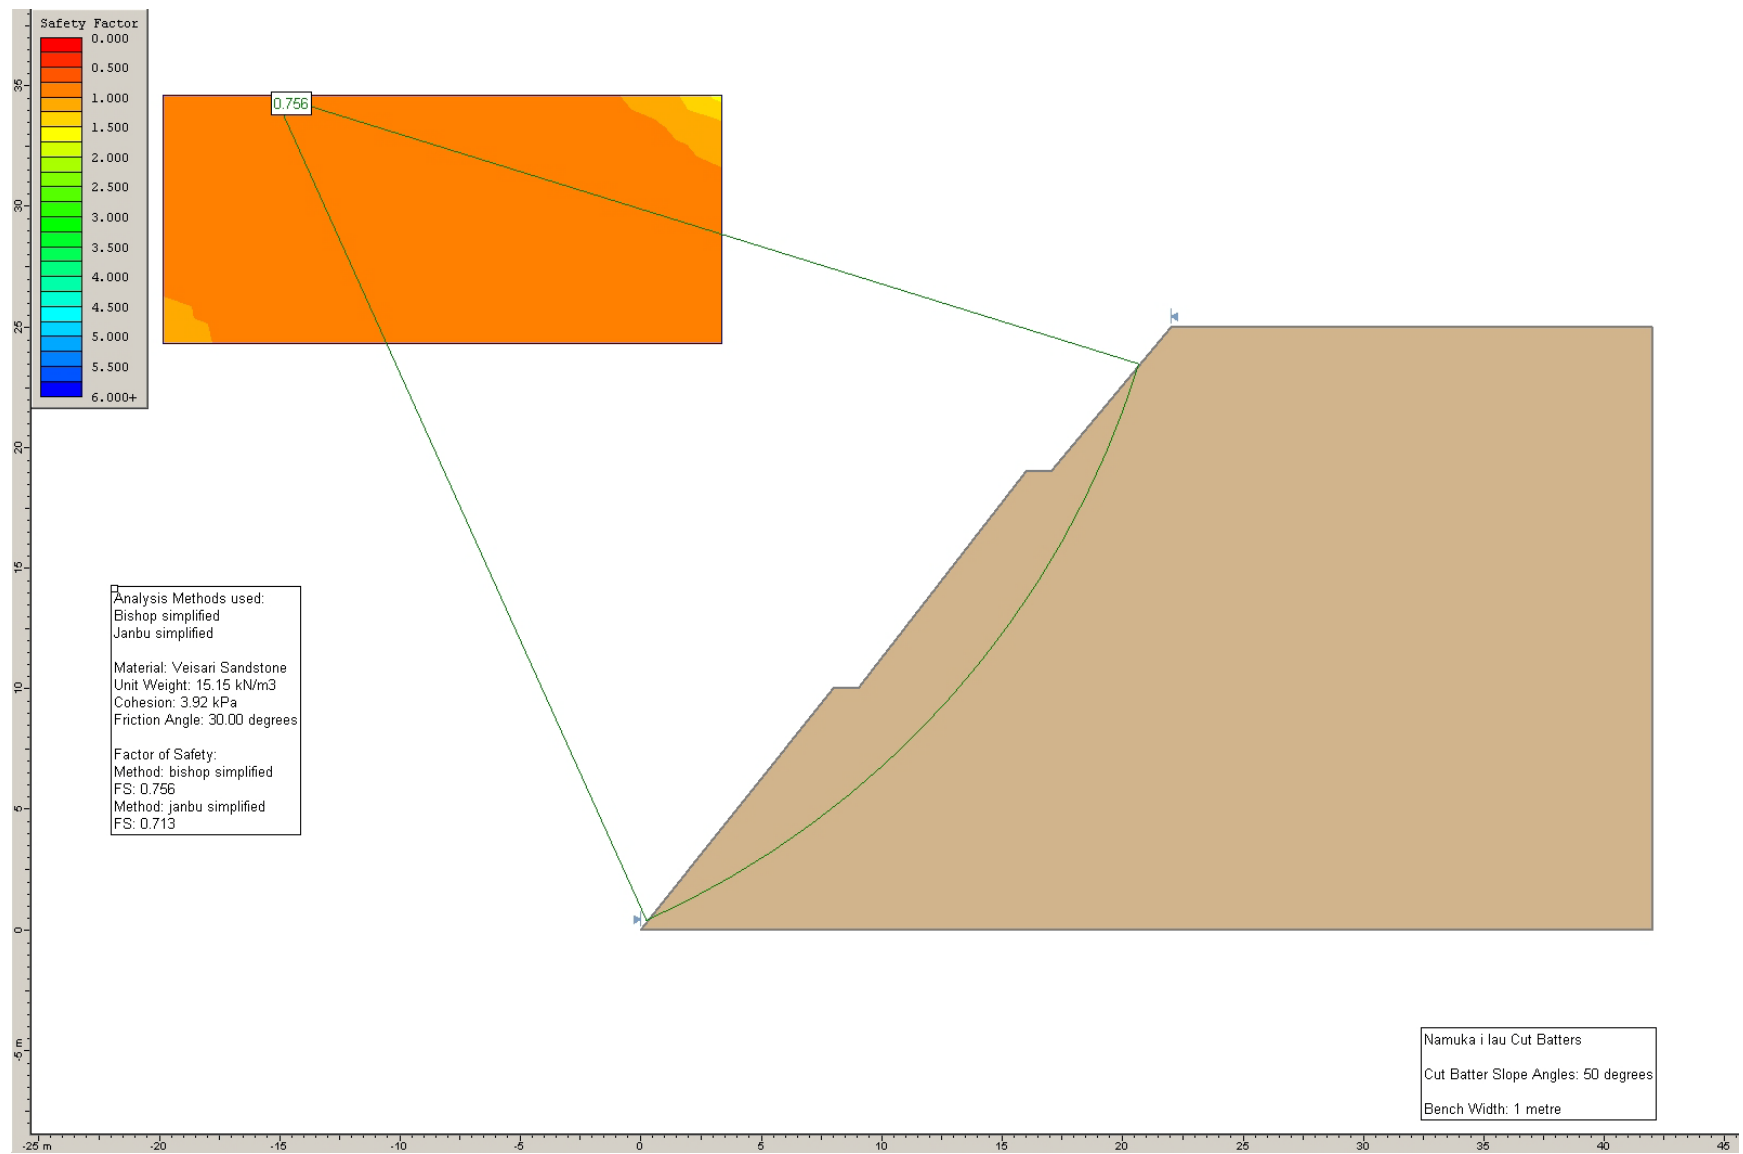 Safety Factor
0.000
0.500
1.000
1.500
2.000
2.500
3.000
3.500
4.000
4.500
5.000
5.500
6.000+
0.756
35
30
25
20
15
10
5
0
-5 m
Analysis Methods used:
Bishop simplified
Janbu simplified
Material: Veisari Sandstone
Unit Weight: 15.15 kN/m3
Cohesion: 3.92 kPa
Friction Angle: 30.00 degrees
Factor of Safety:
Method: bishop simplified
FS: 0.756
Method: janbu simplified
FS: 0.713
Namuka i lau Cut Batters
Cut Batter Slope Angles: 50 degrees
Bench Width: 1 metre
-25 m -20 -15 -10 -5 0 5 10 15 20 25 30 35 40 45